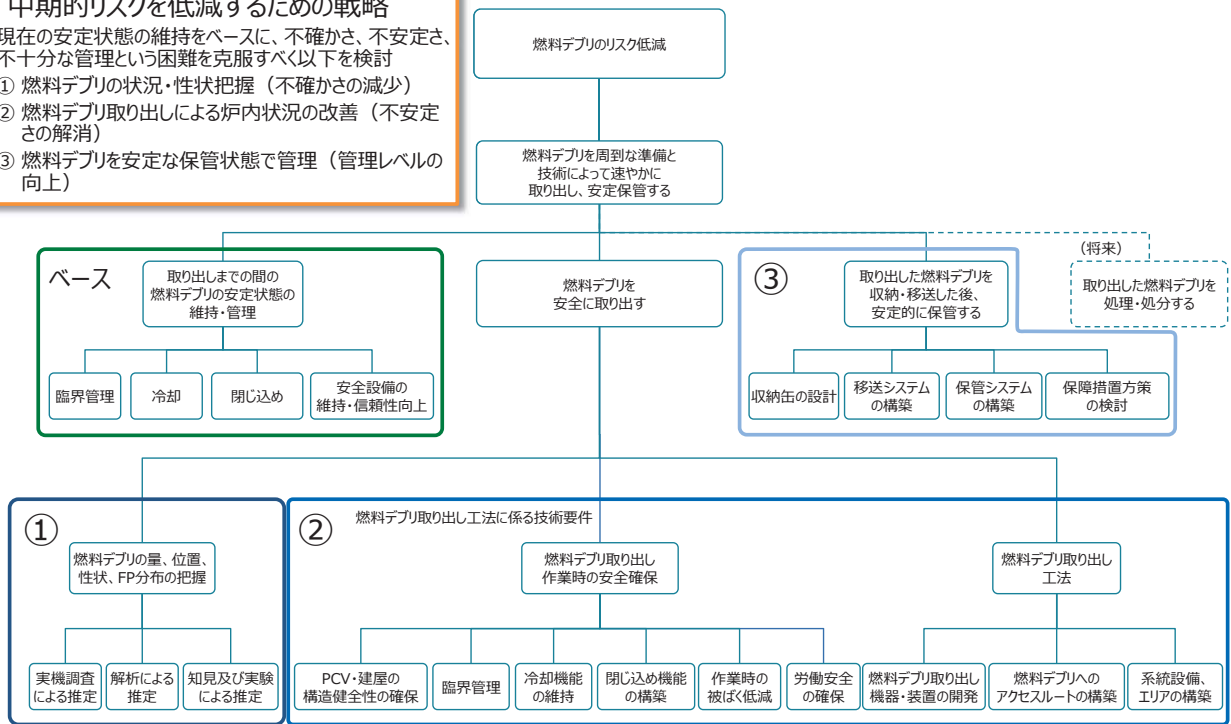 中期的リスクを低減するための戦略
現在の安定状態の維持をベースに、不確かさ、不安定さ、
不十分な管理という困難を克服すべく以下を検討
① 燃料デブリの状況・性状把握（不確かさの減少）
② 燃料デブリ取り出しによる炉内状況の改善（不安定
さの解消）
③ 燃料デブリを安定な保管状態で管理（管理レベルの
向上）
燃料デブリのリスク低減
燃料デブリを周到な準備と
技術によって速やかに
取り出し、安定保管する
ベース
取り出しまでの間の
燃料デブリの安定状態の
維持・管理
燃料デブリを
安全に取り出す
③
取り出した燃料デブリを
収納・移送した後、
安定的に保管する
（将来）
取り出した燃料デブリを
処理・処分する
臨界管理
冷却
閉じ込め
安全設備の
維持・信頼性向上
収納缶の設計
移送システム
の構築
保管システム
の構築
保障措置方策
の検討
①
燃料デブリの量、位置、
性状、FP分布の把握
②
燃料デブリ取り出し工法に係る技術要件
燃料デブリ取り出し
作業時の安全確保
燃料デブリ取り出し
工法
実機調査
による推定
解析による
推定
知見及び実験
による推定
PCV・建屋の
構造健全性の確保
臨界管理
冷却機能
の維持
閉じ込め機能
の構築
作業時の
被ばく低減
労働安全
の確保
燃料デブリ取り出し
機器・装置の開発
燃料デブリへの
アクセスルートの構築
系統設備、
エリアの構築